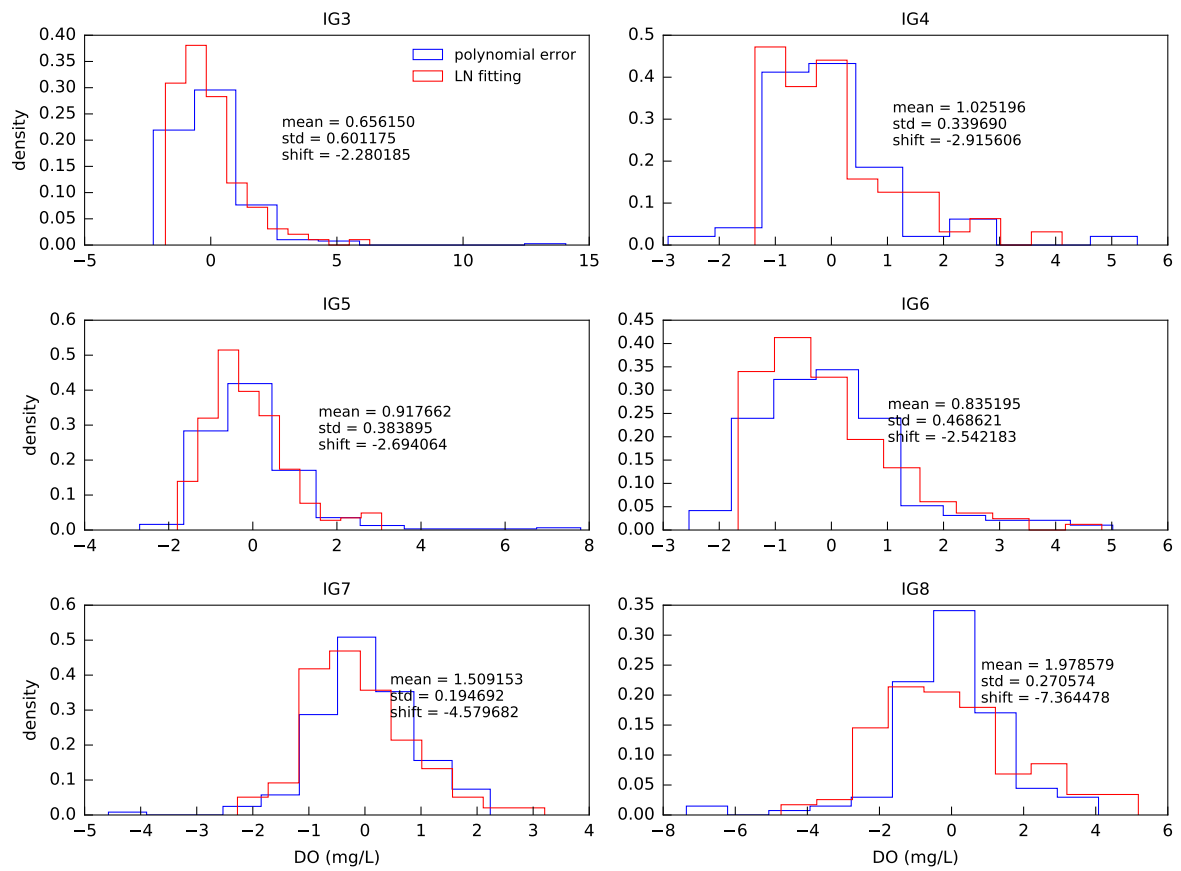 IG3
density
0.40
0.35
0.30
0.25
0.20
0.15
0.10
0.05
0.00
−5 0 5 10 15
polynomial error
LN fitting
mean = 0.656150
std = 0.601175
shift = -2.280185
IG4
0.5
0.4
0.3
0.2
0.1
0.0
−3 −2 −1 0 1 2 3 4 5 6
mean = 1.025196
std = 0.339690
shift = -2.915606
IG5
density
0.6
0.5
0.4
0.3
0.2
0.1
0.0
−4 −2 0 2 4 6 8
mean = 0.917662
std = 0.383895
shift = -2.694064
IG6
0.45
0.40
0.35
0.30
0.25
0.20
0.15
0.10
0.05
0.00
−3 −2 −1 0 1 2 3 4 5 6
mean = 0.835195
std = 0.468621
shift = -2.542183
IG7
density
0.6
0.5
0.4
0.3
0.2
0.1
0.0
−5 −4 −3 −2 −1 0 1 2 3 4
DO (mg/L)
mean = 1.509153
std = 0.194692
shift = -4.579682
IG8
0.35
0.30
0.25
0.20
0.15
0.10
0.05
0.00
−8 −6 −4 −2 0 2 4 6
DO (mg/L)
mean = 1.978579
std = 0.270574
shift = -7.364478